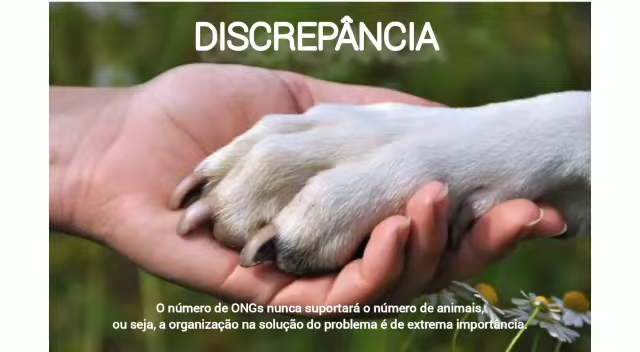 DISCREPÂNCIA
O número de ONGs nunca suportará o número de animais,
ou seja, a organização na solução do problema é de extrema importância.